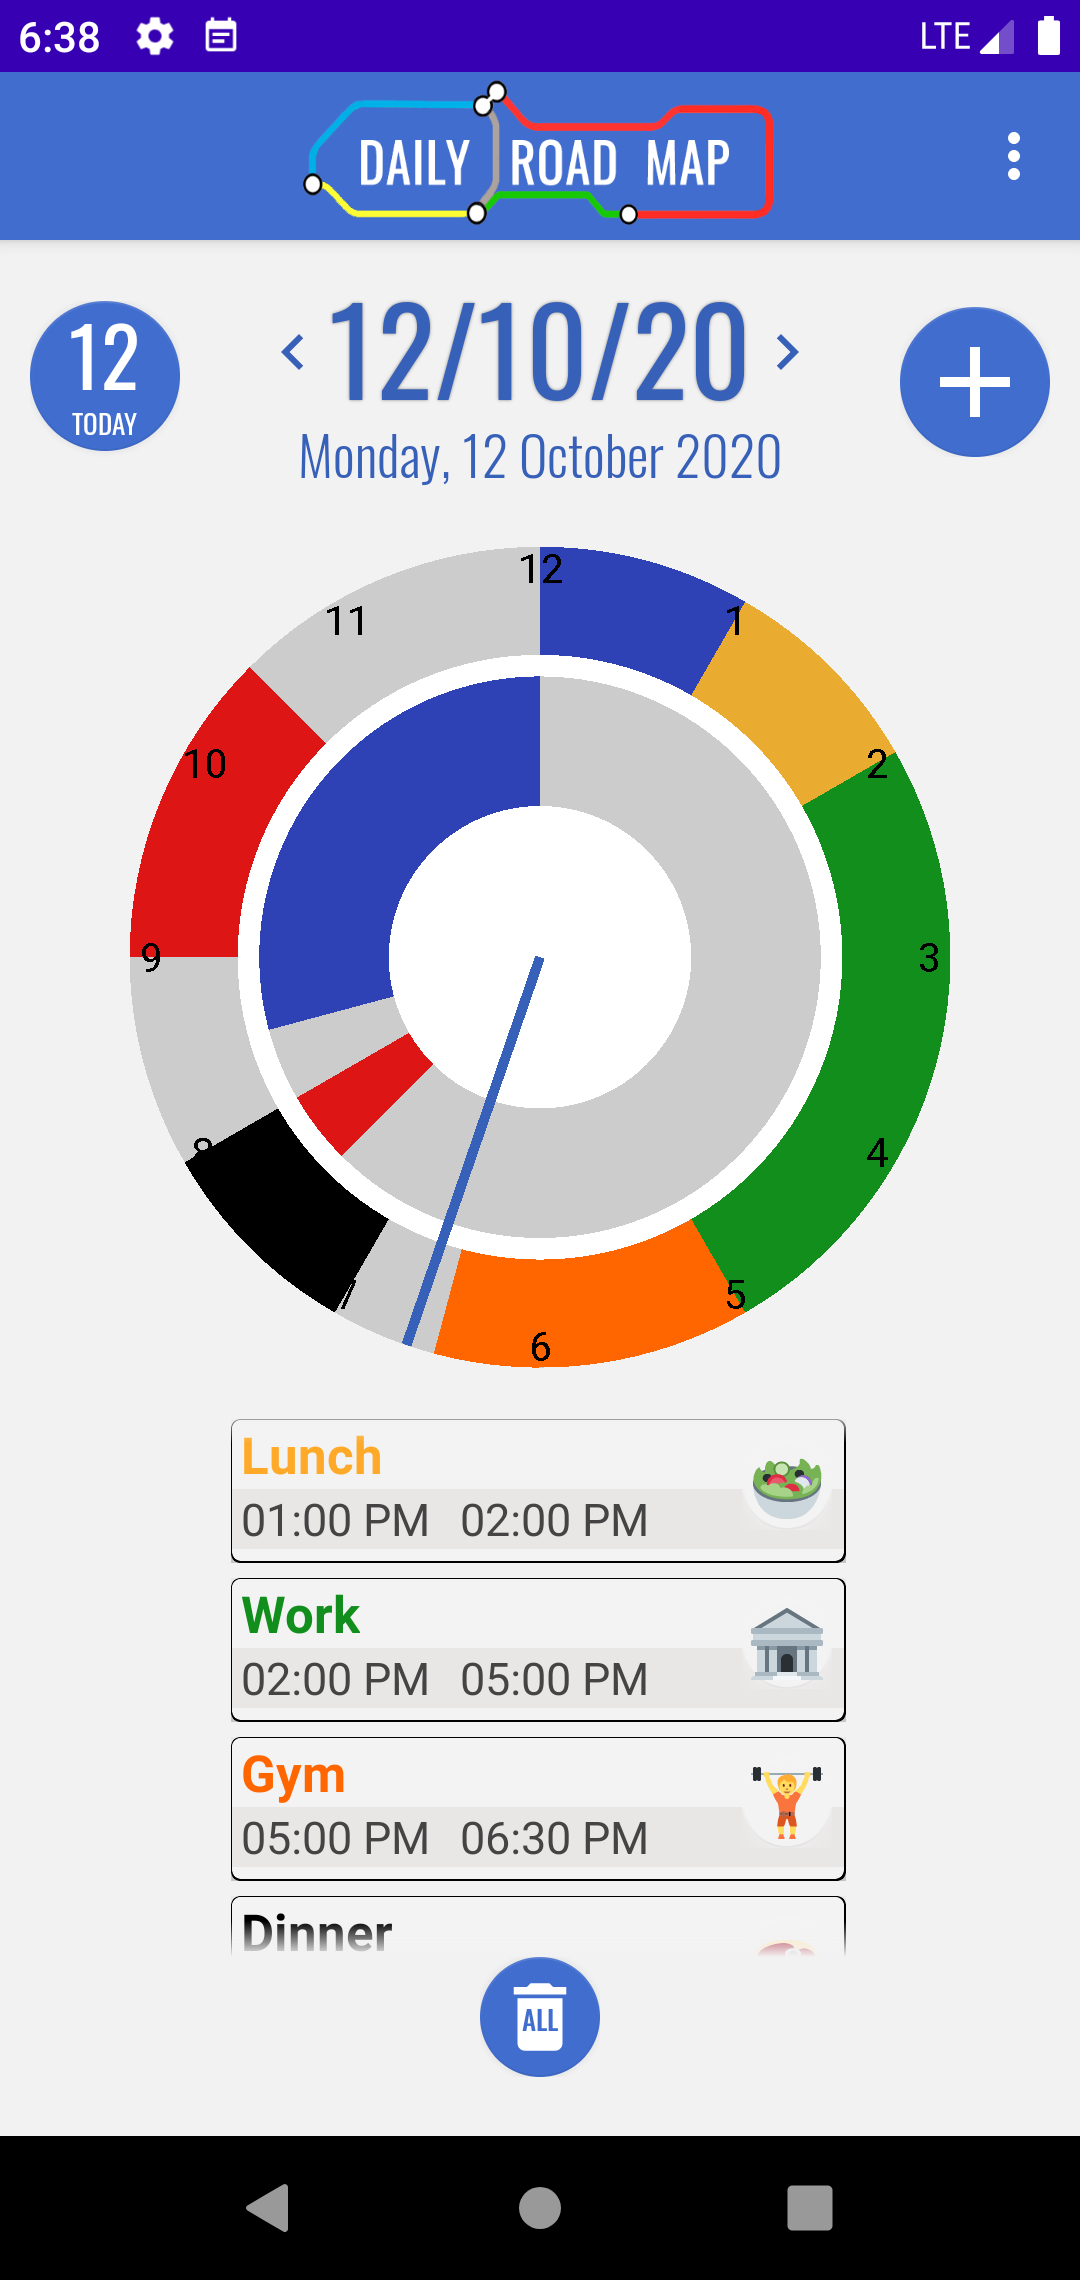 6:38 LTE
DAILY ROAD MAP
12
TODAY
12/10/20
Monday, 12 October 2020
12
11
1
10
2
9
3
8
4
7
5
6
Lunch
01:00 PM 02:00 PM
Work
02:00 PM 05:00 PM
Gym
05:00 PM 06:30 PM
Dinner
ALL